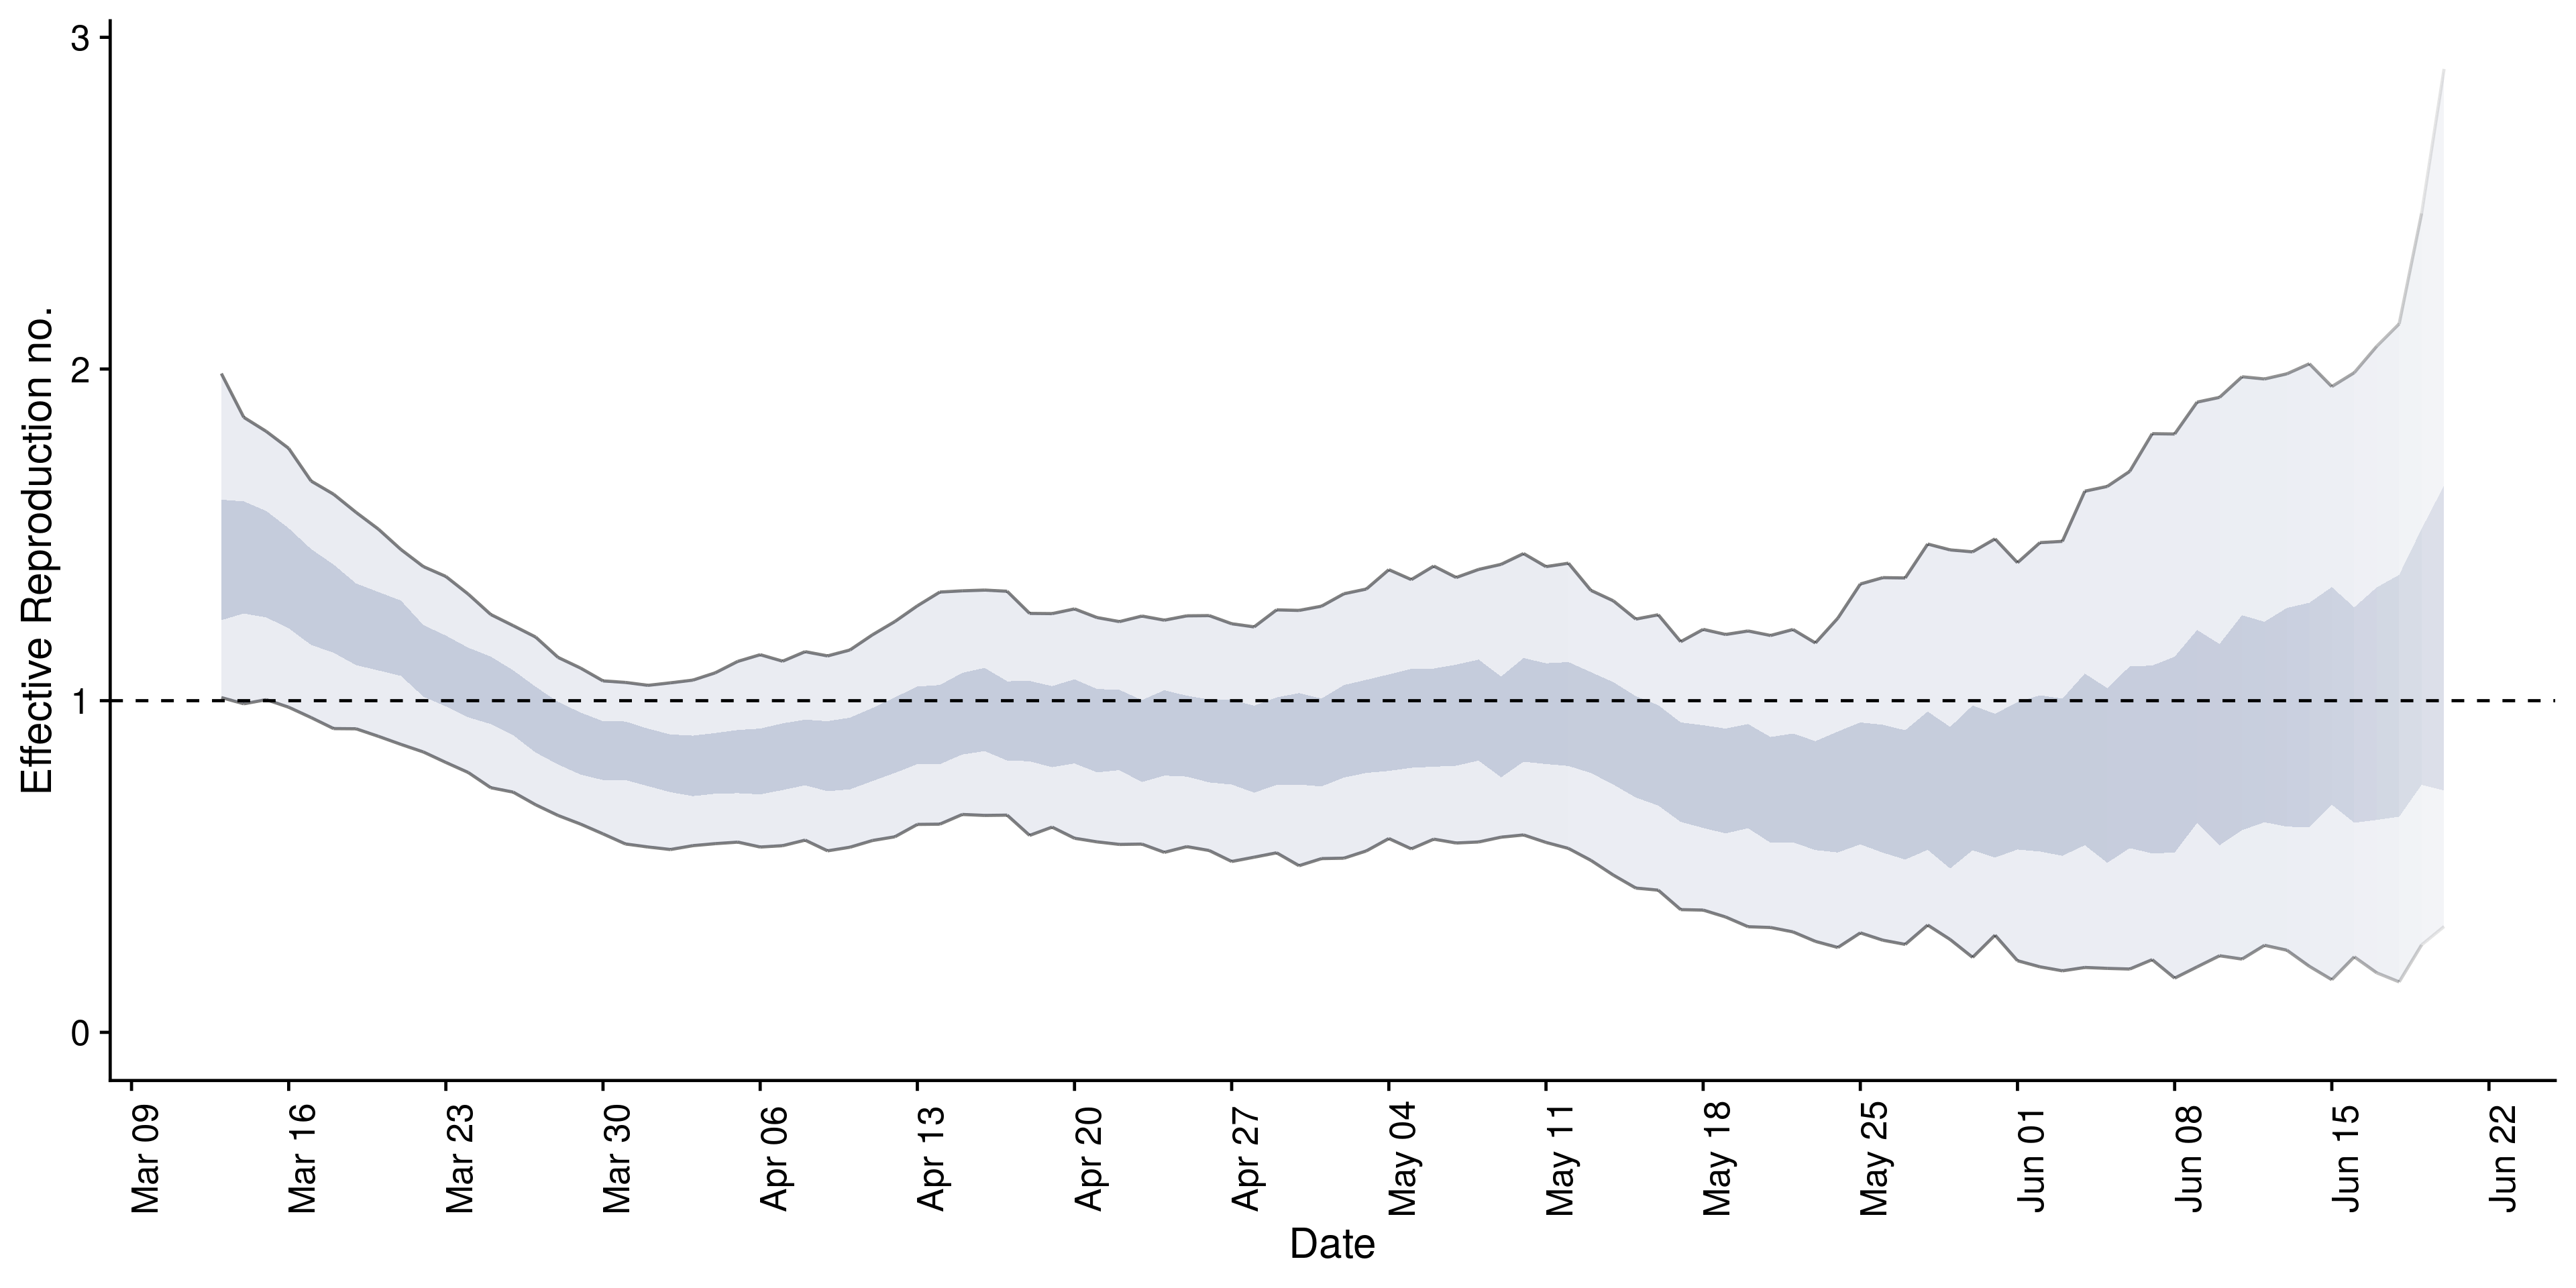 Effective Reproduction no.
3
2
1
0
Mar 09
Mar 16
Mar 23
Mar 30
Apr 06
Apr 13
Apr 20
Apr 27
May 04
May 11
May 18
May 25
Jun 01
Jun 08
Jun 15
Jun 22
Date